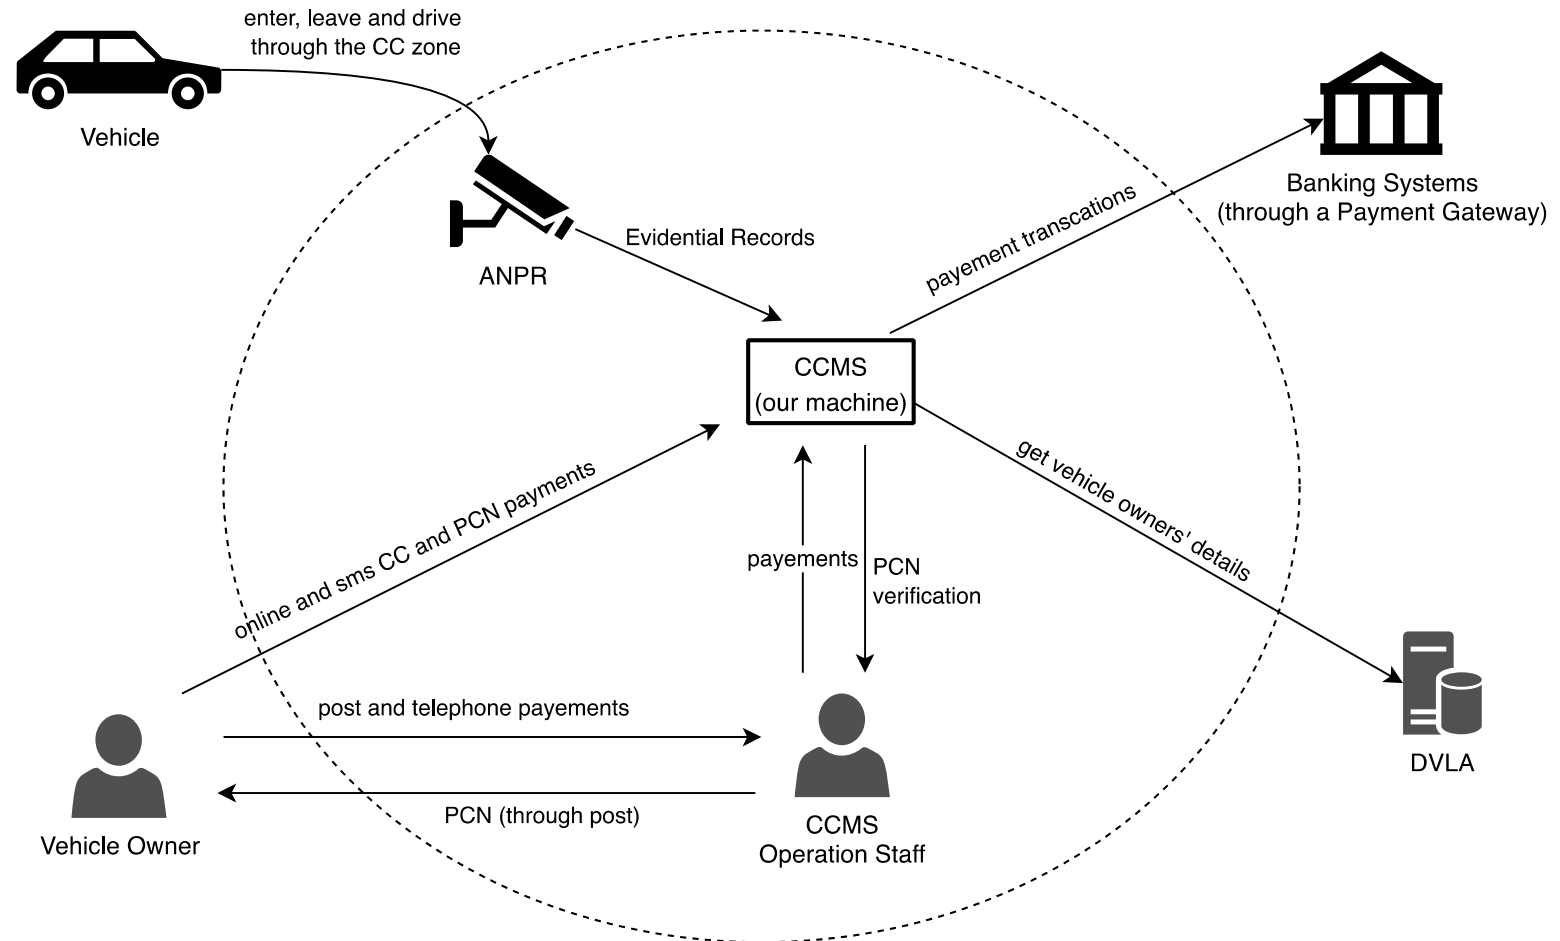 enter, leave and drive
through the CC zone
Vehicle
ANPR
Evidential Records
payement transcations
Banking Systems
(through a Payment Gateway)
CCMS
(our machine)
online and sms CC and PCN payments
get vehicle owners' details
payements
PCN
verification
post and telephone payements
PCN (through post)
Vehicle Owner
CCMS
Operation Staff
DVLA